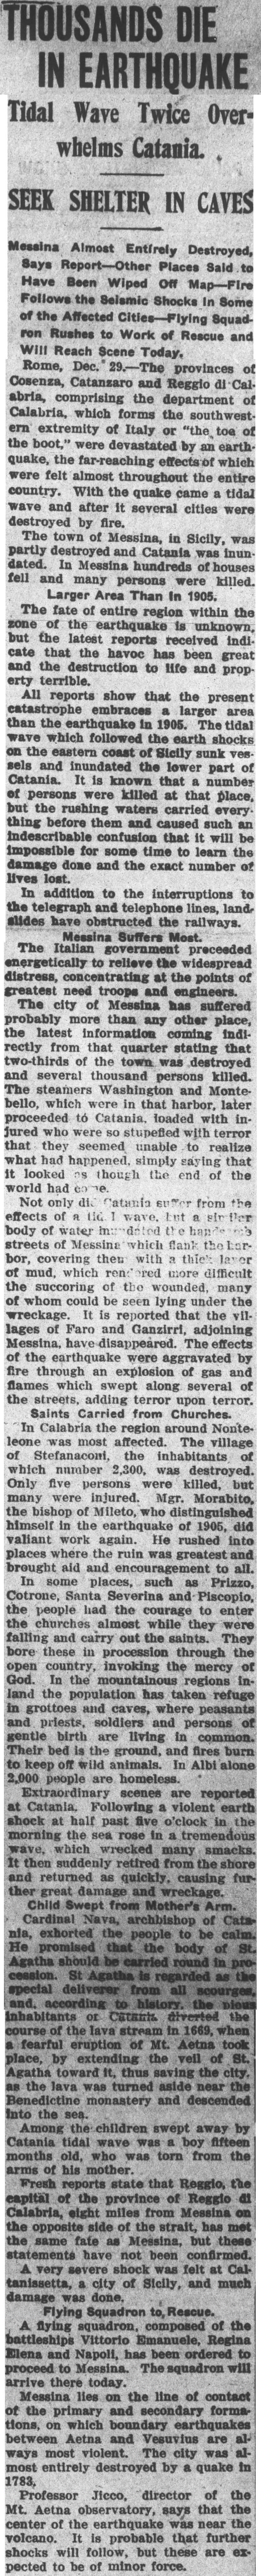 THOUSANDS DIE
IN EARTHQUAKE
Tidal Wave Twice Over-
whelms Catania.
SEEK SHELTER IN CAVES
Messina Almost Entirely Destroyed,
Says Report—Other Places Said to
Have Been Wiped Off Map—Fire
Follows the Seismic Shocks in Some
of the Affected Cities—Flying Squad-
ron Rushes to Work of Rescue and
Will Reach Scene Today.
Rome, Dec. 29.—The provinces of
Cosenza, Catanzaro and Reggio di Cal-
abria, comprising the department of
Calabria, which forms the southwest-
ern extremity of Italy or "the toe of
the boot," were devastated by an earth-
quake, the far-reaching effects of which
were felt almost throughout the entire
country. With the quake came a tidal
wave and after it several cities were
destroyed by fire.
The town of Messina, in Sicily, was
partly destroyed and Catania was inun-
dated. In Messina hundreds of houses
fell and many persons were killed.
Larger Area Than In 1905.
The fate of entire region within the
zone of the earthquake is unknown,
but the latest reports received indi-
cate that the havoc has been great
and the destruction to life and prop-
erty terrible.
All reports show that the present
catastrophe embraces a larger area
than the earthquake in 1905. The tidal
wave which followed the earth shocks
on the eastern coast of Sicily sunk ves-
sels and inundated the lower part of
Catania. It is known that a number
of persons were killed at that place,
but the rushing waters carried every-
thing before them and caused such an
indescribable confusion that it will be
impossible for some time to learn the
damage done and the exact number of
lives lost.
In addition to the interruptions to
the telegraph and telephone lines, land-
slides have obstructed the railways.
Messina Suffers Most.
The Italian government proceeded
energetically to relieve the widespread
distress, concentrating at the points of
greatest need troops and engineers.
The city of Messina has suffered
probably more than any other place,
the latest information coming indi-
rectly from that quarter stating that
two-thirds of the town was destroyed
and several thousand persons killed.
The steamers Washington and Monte-
bello, which were in that harbor, later
proceeded to Catania, loaded with in-
jured who were so stupefied with terror
that they seemed unable to realize
what had happened, simply saying that
it looked as though the end of the
world had come.
Not only did Catania suffer from the
effects of a tidal wave, but a similar
body of water inundated the
streets of Messina which flank the har-
bor, covering them with a thick layer
of mud, which rendered more difficult
the succoring of the wounded, many
of whom could be seen lying under the
wreckage. It is reported that the vil-
lages of Faro and Ganzirri, adjoining
Messina, have disappeared. The effects
of the earthquake were aggravated by
fire through an explosion of gas and
flames which swept along several of
the streets, adding terror upon terror.
Saints Carried from Churches.
In Calabria the region around Monte-
leone was most affected. The village
of Stefanaconi, the inhabitants of
which number 2,300, was destroyed.
Only five persons were killed, but
many were injured. Mgr. Morabito,
the bishop of Mileto, who distinguished
himself in the earthquake of 1905, did
valiant work again. He rushed into
places where the ruin was greatest and
brought aid and encouragement to all.
In some places, such as Prizzo,
Cotrone, Santa Severina and Piscopio,
the people had the courage to enter
the churches almost while they were
falling and carry out the saints. They
bore these in procession through the
open country, invoking the mercy of
God. In the mountainous regions in-
land the population has taken refuge
in grottoes and caves, where peasants
and priests, soldiers and persons of
gentle birth are living in common.
Their bed is the ground, and fires burn
to keep off wild animals. In Albi alone
2,000 people are homeless.
Extraordinary scenes are reported
at Catania. Following a violent earth
shock at half past five o'clock in the
morning the sea rose in a tremendous
wave, which wrecked many smacks.
It then suddenly retired from the shore
and returned as quickly, causing fur-
ther great damage and wreckage.
Child Swept from Mother's Arm.
Cardinal Nava, archbishop of Cata-
nia, exhorted the people to be calm.
He promised that the body of St.
Agatha should be carried round in pro-
cession. St Agatha is regarded as the
special deliverer from all scourges,
and, according to history, the pious
inhabitants of Catania diverted the
course of the lava stream in 1669, when
a fearful eruption of Mt. Aetna took
place, by extending the veil of St.
Agatha toward it, thus saving the city,
as the lava was turned aside near the
Benedictine monastery and descended
into the sea.
Among the children swept away by
Catania tidal wave was a boy fifteen
months old, who was torn from the
arms of his mother.
Fresh reports state that Reggio, the
capital of the province of Reggio di
Calabria, eight miles from Messina on
the opposite side of the strait, has met
the same fate as Messina, but these
statements have not been confirmed.
A very severe shock was felt at Cal-
tanissetta, a city of Sicily, and much
damage was done.
Flying Squadron to Rescue.
A flying squadron, composed of the
battleships Vittorio Emanuele, Regina
Elena and Napoli, has been ordered to
proceed to Messina. The squadron will
arrive there today.
Messina lies on the line of contact
of the primary and secondary forma-
tions, on which boundary earthquakes
between Aetna and Vesuvius are al-
ways most violent. The city was al-
most entirely destroyed by a quake in
1783.
Professor Jicco, director of the
Mt. Aetna observatory, says that the
center of the earthquake was near the
volcano. It is probable that further
shocks will follow, but these are ex-
pected to be of minor force.